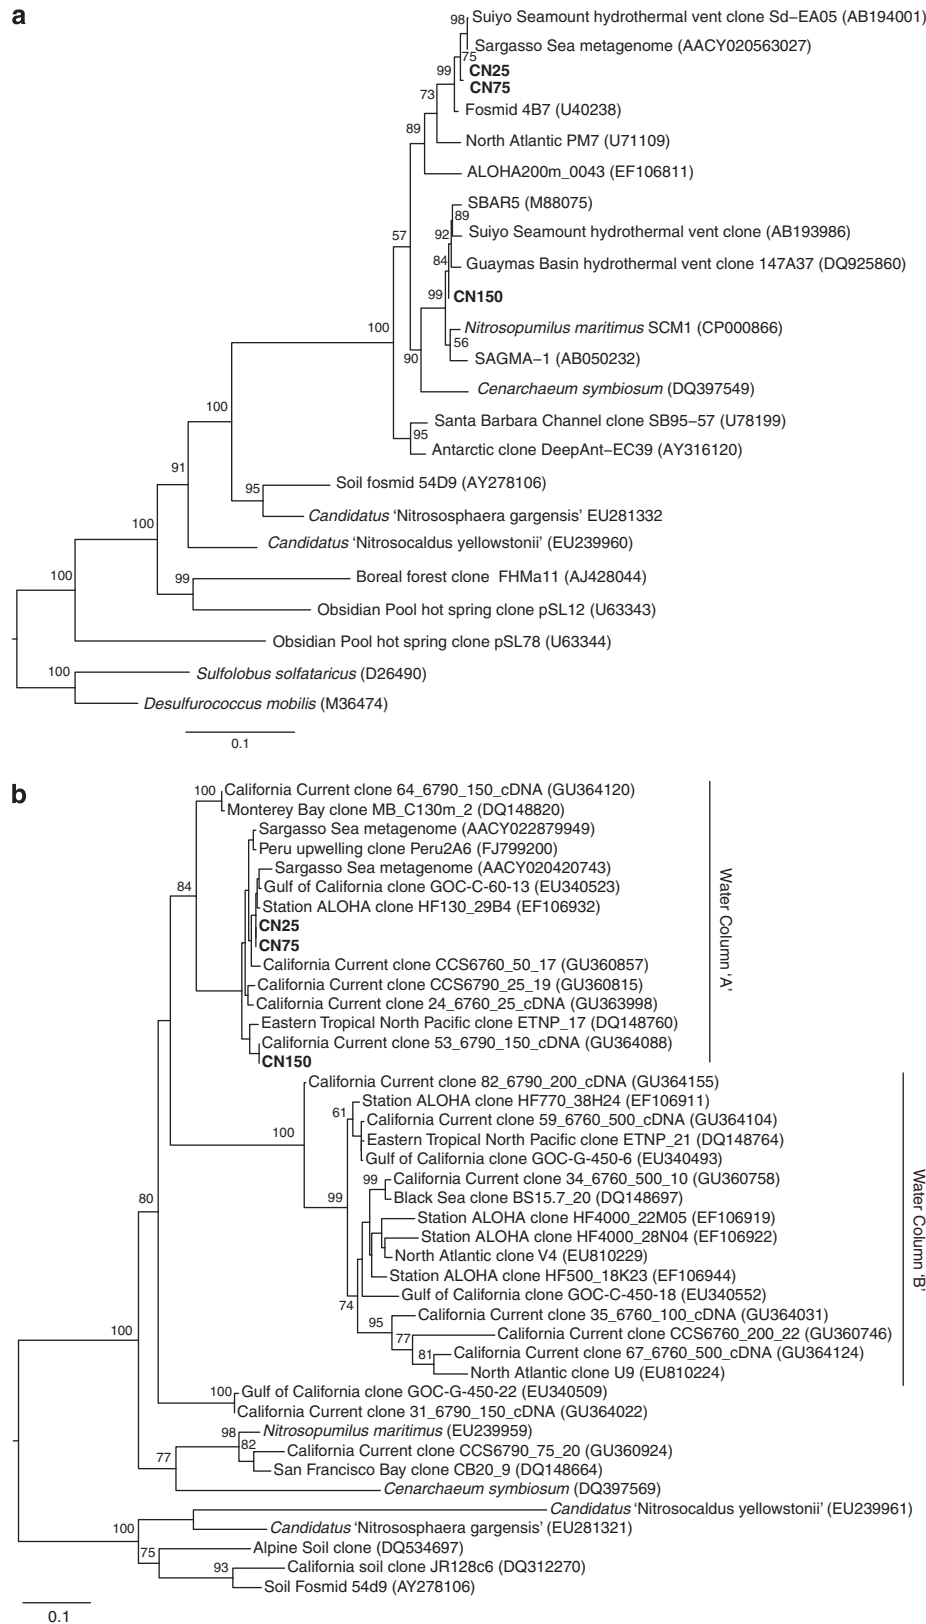 a
98
Suiyo Seamount hydrothermal vent clone Sd−EA05 (AB194001)
Sargasso Sea metagenome (AACY020563027)
75
99
CN25
CN75
73
Fosmid 4B7 (U40238)
89
North Atlantic PM7 (U71109)
ALOHA200m_0043 (EF106811)
SBAR5 (M88075)
89
57
92
Suiyo Seamount hydrothermal vent clone (AB193986)
84
Guaymas Basin hydrothermal vent clone 147A37 (DQ925860)
99
CN150
100
Nitrosopumilus maritimus SCM1 (CP000866)
56
90
SAGMA−1 (AB050232)
Cenarchaeum symbiosum (DQ397549)
100
Santa Barbara Channel clone SB95−57 (U78199)
95
Antarctic clone DeepAnt−EC39 (AY316120)
91
95
Soil fosmid 54D9 (AY278106)
Candidatus ‘Nitrososphaera gargensis’ EU281332
100
Candidatus ‘Nitrosocaldus yellowstonii’ (EU239960)
100
99
Boreal forest clone FHMa11 (AJ428044)
Obsidian Pool hot spring clone pSL12 (U63343)
Obsidian Pool hot spring clone pSL78 (U63344)
100
Sulfolobus solfataricus (D26490)
Desulfurococcus mobilis (M36474)
0.1
b
100
California Current clone 64_6790_150_cDNA (GU364120)
Monterey Bay clone MB_C130m_2 (DQ148820)
Sargasso Sea metagenome (AACY022879949)
Peru upwelling clone Peru2A6 (FJ799200)
Sargasso Sea metagenome (AACY020420743)
84
Gulf of California clone GOC-C-60-13 (EU340523)
Station ALOHA clone HF130_29B4 (EF106932)
CN25
CN75
California Current clone CCS6760_50_17 (GU360857)
California Current clone CCS6790_25_19 (GU360815)
California Current clone 24_6760_25_cDNA (GU363998)
Eastern Tropical North Pacific clone ETNP_17 (DQ148760)
California Current clone 53_6790_150_cDNA (GU364088)
CN150
Water Column ‘A’
California Current clone 82_6790_200_cDNA (GU364155)
Station ALOHA clone HF770_38H24 (EF106911)
61
California Current clone 59_6760_500_cDNA (GU364104)
100
Eastern Tropical North Pacific clone ETNP_21 (DQ148764)
Gulf of California clone GOC-G-450-6 (EU340493)
99
California Current clone 34_6760_500_10 (GU360758)
80
99
Black Sea clone BS15.7_20 (DQ148697)
Station ALOHA clone HF4000_22M05 (EF106919)
Station ALOHA clone HF4000_28N04 (EF106922)
North Atlantic clone V4 (EU810229)
Station ALOHA clone HF500_18K23 (EF106944)
Gulf of California clone GOC-C-450-18 (EU340552)
74
California Current clone 35_6760_100_cDNA (GU364031)
95
100
California Current clone CCS6760_200_22 (GU360746)
77
California Current clone 67_6760_500_cDNA (GU364124)
81
North Atlantic clone U9 (EU810224)
Water Column ‘B’
100
Gulf of California clone GOC-G-450-22 (EU340509)
California Current clone 31_6790_150_cDNA (GU364022)
98
Nitrosopumilus maritimus (EU239959)
82
California Current clone CCS6790_75_20 (GU360924)
77
San Francisco Bay clone CB20_9 (DQ148664)
Cenarchaeum symbiosum (DQ397569)
Candidatus ‘Nitrosocaldus yellowstonii’ (EU239961)
100
Candidatus ‘Nitrososphaera gargensis’ (EU281321)
75
Alpine Soil clone (DQ534697)
93
California soil clone JR128c6 (DQ312270)
Soil Fosmid 54d9 (AY278106)
0.1